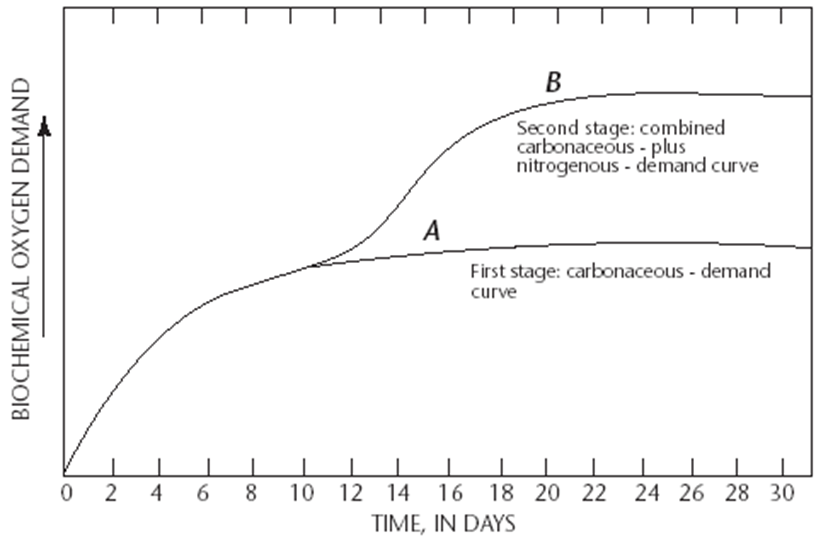 BIOCHEMICAL OXYGEN DEMAND
B
Second stage: combined
carbonaceous - plus
nitrogenous - demand curve
A
First stage: carbonaceous - demand
curve
0 2 4 6 8 10 12 14 16 18 20 22 24 26 28 30
TIME, IN DAYS